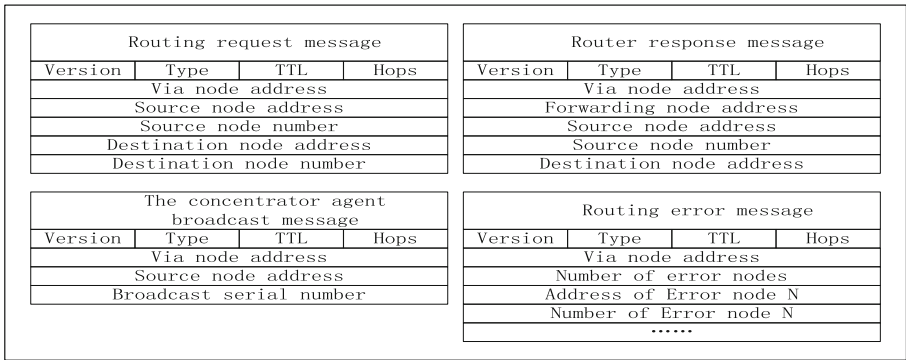 Routing request message
Version Type TTL Hops
Via node address
Source node address
Source node number
Destination node address
Destination node number
Router response message
Version Type TTL Hops
Via node address
Forwarding node address
Source node address
Source node number
Destination node address
The concentrator agent
broadcast message
Version Type TTL Hops
Via node address
Source node address
Broadcast serial number
Routing error message
Version Type TTL Hops
Via node address
Number of error nodes
Address of Error node N
Number of Error node N
……